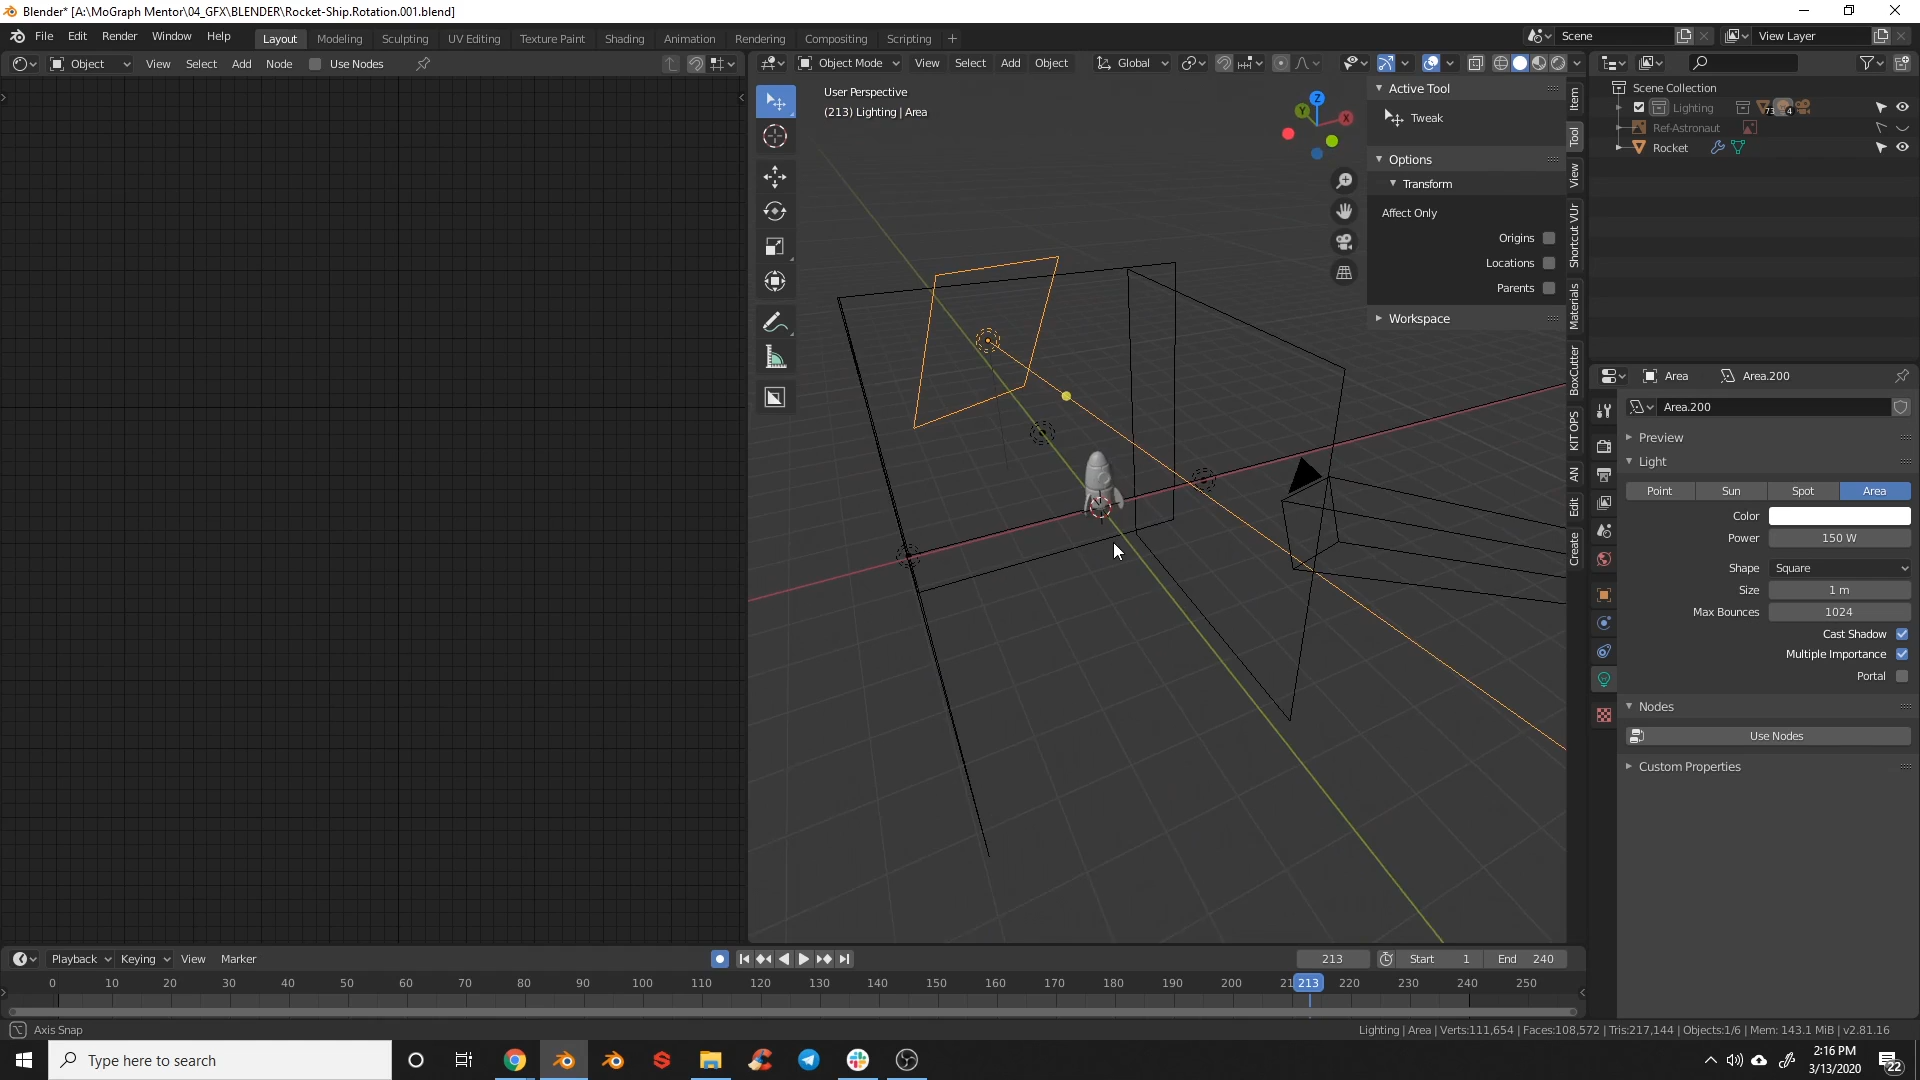 Blender* [A:\MoGraph Mentor\04_GFX\BLENDER\Rocket-Ship.Rotation.001.blend]
File Edit Render Window Help Layout Modeling Sculpting UV Editing Texture Paint Shading Animation Rendering Compositing Scripting + Scene View Layer
Object View Select Add Node Use Nodes
Object Mode View Select Add Object Global
User Perspective
(213) Lighting | Area
Z
Y
X
Active Tool
Tweak
Options
Transform
Affect Only
Origins
Locations
Parents
Workspace
Item
Tool
View
Shortcut VUr
Materials
BoxCutter
KIT OPS
AN
Edit
Create
Scene Collection
Lighting 73 4
Ref-Astronaut
Rocket
Area Area.200
Area.200
Preview
Light
Point Sun Spot Area
Color
Power 150 W
Shape Square
Size 1 m
Max Bounces 1024
Cast Shadow
Multiple Importance
Portal
Nodes
Use Nodes
Custom Properties
Playback Keying View Marker 213 Start 1 End 240
0 10 20 30 40 50 60 70 80 90 100 110 120 130 140 150 160 170 180 190 200 21 213 220 230 240 250
Axis Snap
Lighting | Area | Verts:111,654 | Faces:108,572 | Tris:217,144 | Objects:1/6 | Mem: 143.1 MiB | v2.81.16
Type here to search
2:16 PM
3/13/2020
22